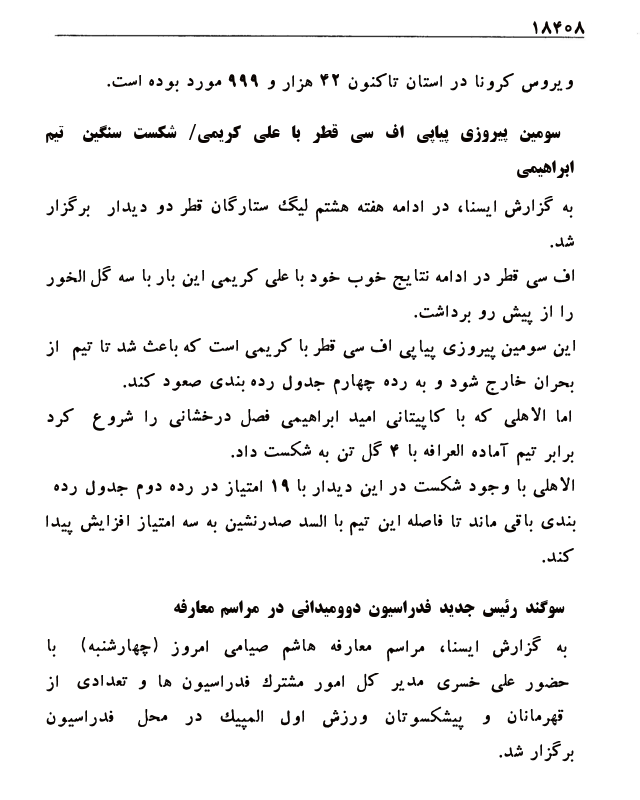 ۱۸۴۰۸
ویروس کرونا در استان تاکنون ۴۲ هزار و ۹۹۹ مورد بوده است.
سومین پیروزی پیاپی اف سی قطر با علی کریمی/ شکست سنگین تیم
ابراهیمی
به گزارش ایسنا، در ادامه هفته هشتم لیگ ستارگان قطر دو دیدار برگزار
شد.
اف سی قطر در ادامه نتایج خوب خود با علی کریمی این بار با سه گل الخور
را از پیش رو برداشت.
این سومین پیروزی پیاپی اف سی قطر با کریمی است که باعث شد تا تیم از
بحران خارج شود و به رده چهارم جدول رده بندی صعود کند.
اما الاهلی که با کاپیتانی امید ابراهیمی فصل درخشانی را شروع کرد
برابر تیم آماده العرافه با ۴ گل تن به شکست داد.
الاهلی با وجود شکست در این دیدار با ۱۹ امتیاز در رده دوم جدول رده
بندی باقی ماند تا فاصله این تیم با السد صدرنشین به سه امتیاز افزایش پیدا
کند.
سوگند رئیس جدید فدراسیون دوومیدانی در مراسم معارفه
به گزارش ایسنا، مراسم معارفه هاشم صیامی امروز (چهارشنبه) با
حضور علی خسری مدیر کل امور مشترک فدراسیون ها و تعدادی از
قهرمانان و پیشکسوتان ورزش اول المپیک در محل فدراسیون
برگزار شد.